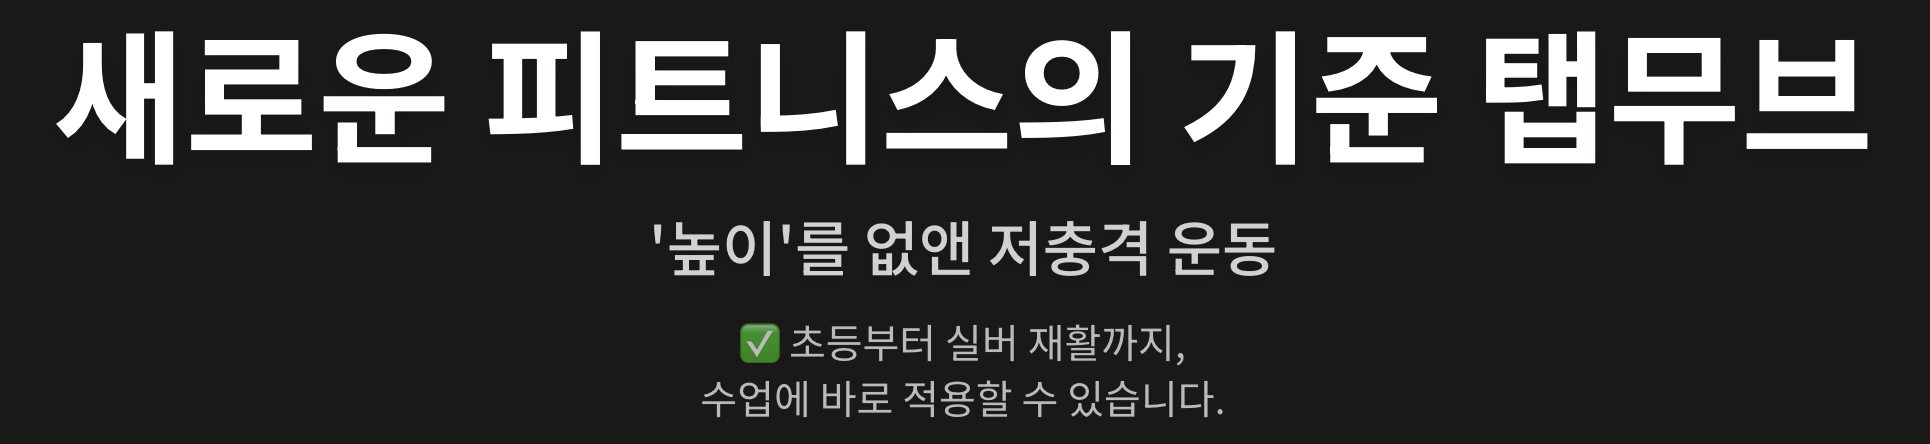 새로운 피트니스의 기준 탭무브
'높이'를 없앤 저충격 운동
✅ 초등부터 실버 재활까지,
수업에 바로 적용할 수 있습니다.